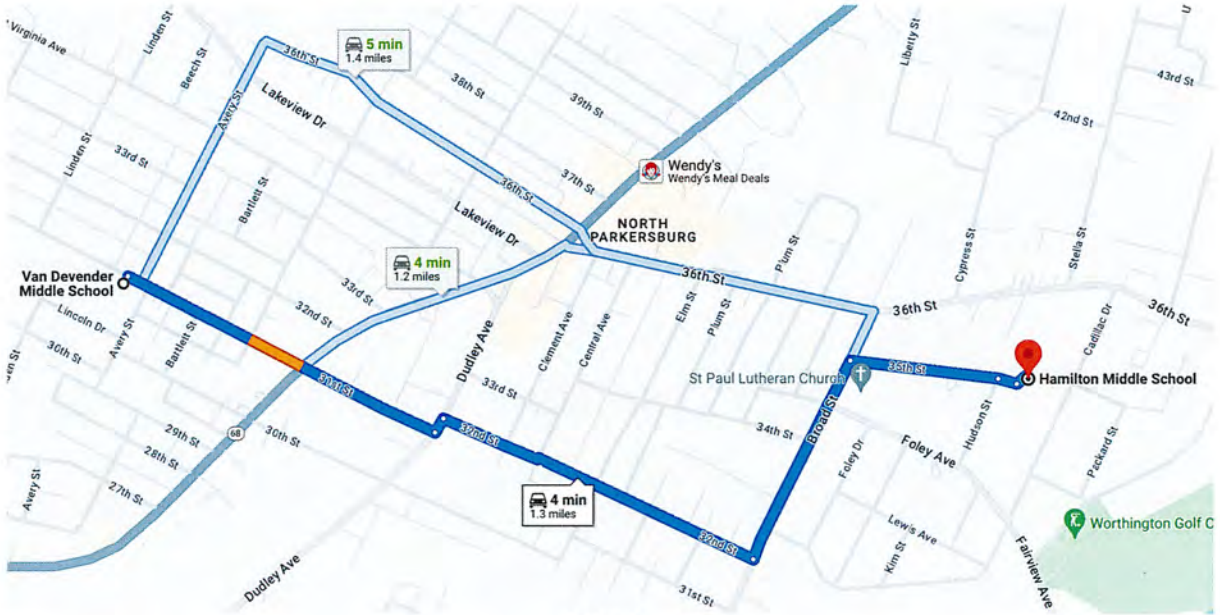 Virginia Ave
Linden St
Beech St
36th St
5 min
1.4 miles
38th St
39th St
Liberty St
43rd St
42nd St
Lakeview Dr
Avery St
Linden St
33rd St
Bartlett St
36th St
37th St
Wendy's
Wendy's Meal Deals
NORTH
PARKERSBURG
Lakeview Dr
Plum St
Cypress St
Stella St
Van Devender
Middle School
4 min
1.2 miles
33rd St
32nd St
36th St
36th St
36th St
Elm St
Plum St
Cadillac Dr
Lincoln Dr
30th St
Avery St
Bartlett St
31st St
Dudley Ave
Clement Ave
Central Ave
33rd St
St Paul Lutheran Church
35th St
Hamilton Middle School
Broad St
Hudson St
34th St
Foley Dr
Foley Ave
Packard St
68
30th St
29th St
28th St
27th St
Avery St
32nd St
4 min
1.3 miles
32nd St
Lewis Ave
Kim St
Worthington Golf C
Fairview Ave
Dudley Ave
31st St